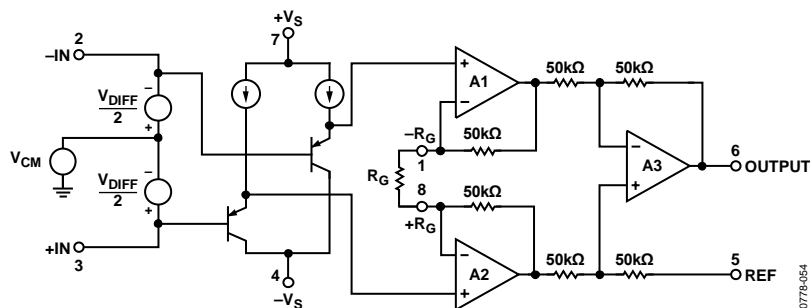 +VS
7
2
−IN
−
VDIFF
2
+
VCM
−
VDIFF
2
+
+IN
3
4
−VS
+
A1
−
50kΩ
50kΩ
50kΩ
−RG
1
RG
8
+RG
50kΩ
−
A2
+
50kΩ
50kΩ
−
A3
+
6
OUTPUT
5
REF
0778-054